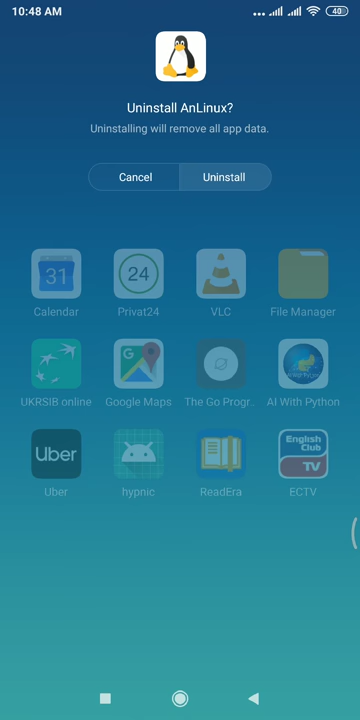 10:48 AM
40
Uninstall AnLinux?
Uninstalling will remove all app data.
Cancel
Uninstall
31
24
Calendar
Privat24
VLC
File Manager
G
UKRSIB online
Google Maps
The Go Progr..
AI With Python
Uber
English
Club
TV
Uber
hypnic
ReadEra
ECTV